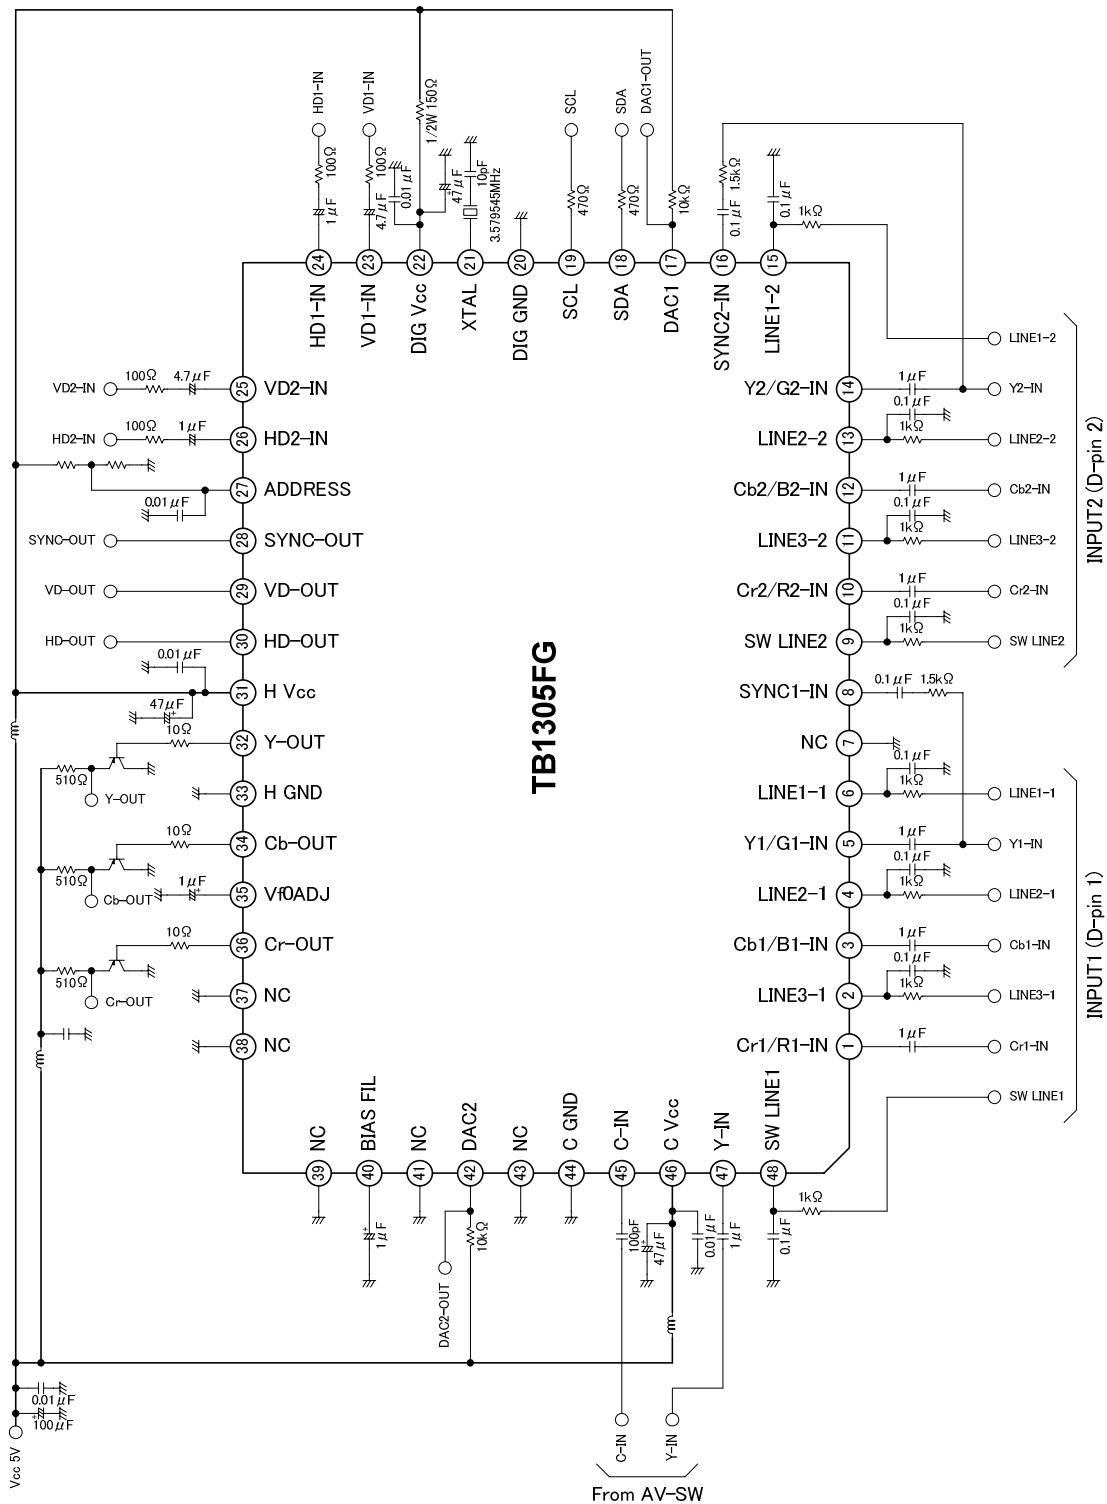 HD1-IN
VD1-IN
SCL
SDA
DAC1-OUT
100Ω
1μF
100Ω
4.7μF
0.01μF
1/2W 150Ω
47μF
10pF
3.579545MHz
470Ω
470Ω
10kΩ
1.5kΩ
0.1μF
0.1μF
1kΩ
24
23
22
21
20
19
18
17
16
15
HD1-IN
VD1-IN
DIG Vcc
XTAL
DIG GND
SCL
SDA
DAC1
SYNC2-IN
LINE1-2
LINE1-2
VD2-IN
100Ω
4.7μF
25
VD2-IN
HD2-IN
100Ω
1μF
26
HD2-IN
27
ADDRESS
0.01μF
SYNC-OUT
28
SYNC-OUT
VD-OUT
29
VD-OUT
HD-OUT
30
HD-OUT
0.01μF
31
H Vcc
47μF
+
10Ω
32
Y-OUT
510Ω
Y-OUT
33
H GND
10Ω
34
Cb-OUT
510Ω
Cb-OUT
1μF
+
35
Vf0ADJ
10Ω
36
Cr-OUT
510Ω
Cr-OUT
37
NC
38
NC
TB1305FG
Y2/G2-IN
14
1μF
Y2-IN
0.1μF
LINE2-2
13
1kΩ
LINE2-2
Cb2/B2-IN
12
1μF
Cb2-IN
0.1μF
LINE3-2
11
1kΩ
LINE3-2
Cr2/R2-IN
10
1μF
Cr2-IN
0.1μF
SW LINE2
9
1kΩ
SW LINE2
INPUT2 (D-pin 2)
SYNC1-IN
8
0.1μF
1.5kΩ
NC
7
0.1μF
LINE1-1
6
1kΩ
LINE1-1
Y1/G1-IN
5
1μF
Y1-IN
0.1μF
LINE2-1
4
1kΩ
LINE2-1
Cb1/B1-IN
3
1μF
Cb1-IN
0.1μF
LINE3-1
2
1kΩ
LINE3-1
Cr1/R1-IN
1
1μF
Cr1-IN
SW LINE1
INPUT1 (D-pin 1)
NC
BIAS FIL
NC
DAC2
NC
C GND
C-IN
C Vcc
Y-IN
SW LINE1
39
40
41
42
43
44
45
46
47
48
+
1μF
DAC2-OUT
10kΩ
100pF
+
47μF
0.01μF
1μF
0.1μF
1kΩ
0.01μF
+
100μF
Vcc 5V
C-IN
Y-IN
From AV-SW